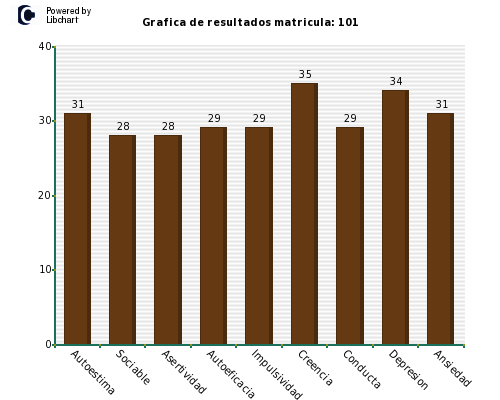 Powered by
Libchart
Grafica de resultados matricula: 101
40
30
20
10
0
31
28
28
29
29
35
29
34
31
Autoestima
Sociable
Asertividad
Autoeficacia
Impulsividad
Creencia
Conducta
Depresion
Ansiedad